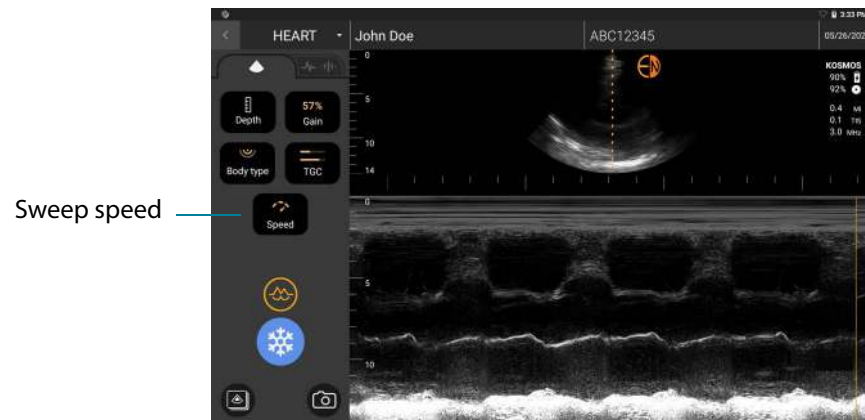 3:33 PM
HEART
John Doe
ABC12345
05/26/202
0
5
10
14
KOSMOS
90%
92%
0.4 MI
0.1 TIS
3.0 MHz
Depth
57%
Gain
Body type
TGC
Sweep speed
Speed
0
5
10